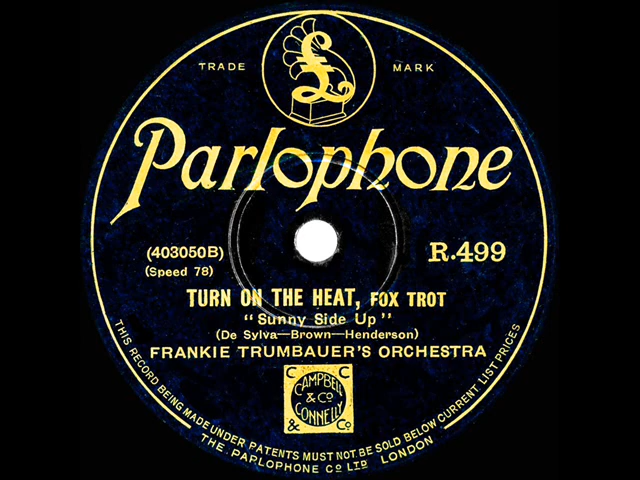 TRADE MARK
Parlophone
(403050B) R.499
(Speed 78)
TURN ON THE HEAT, FOX TROT
"Sunny Side Up"
(De Sylva—Brown—Henderson)
FRANKIE TRUMBAUER'S ORCHESTRA
C C
CAMPBELL
& CO
CONNELLY
& Co
THIS RECORD BEING MADE UNDER PATENTS MUST NOT BE SOLD BELOW CURRENT LIST PRICES
THE PARLOPHONE CO LTD LONDON